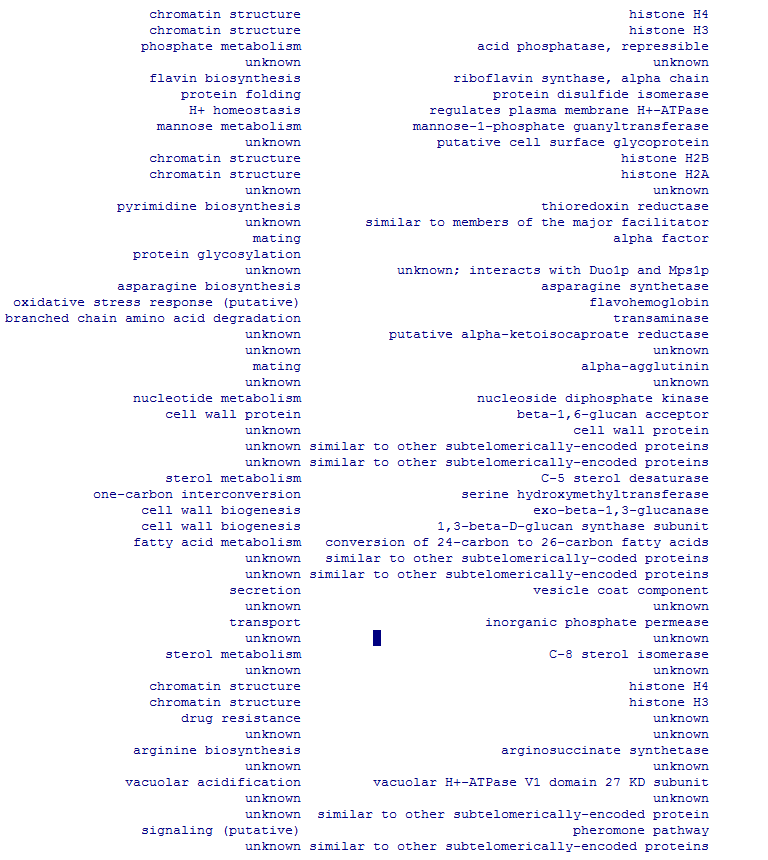 chromatin structure histone H4
chromatin structure histone H3
phosphate metabolism acid phosphatase, repressible
unknown unknown
flavin biosynthesis riboflavin synthase, alpha chain
protein folding protein disulfide isomerase
H+ homeostasis regulates plasma membrane H+-ATPase
mannose metabolism mannose-1-phosphate guanyltransferase
unknown putative cell surface glycoprotein
chromatin structure histone H2B
chromatin structure histone H2A
unknown unknown
pyrimidine biosynthesis thioredoxin reductase
unknown similar to members of the major facilitator
mating alpha factor
protein glycosylation
unknown unknown; interacts with Duo1p and Mps1p
asparagine biosynthesis asparagine synthetase
oxidative stress response (putative) flavohemoglobin
branched chain amino acid degradation transaminase
unknown putative alpha-ketoisocaproate reductase
unknown unknown
mating alpha-agglutinin
unknown unknown
nucleotide metabolism nucleoside diphosphate kinase
cell wall protein beta-1,6-glucan acceptor
unknown cell wall protein
unknown similar to other subtelomerically-encoded proteins
unknown similar to other subtelomerically-encoded proteins
sterol metabolism C-5 sterol desaturase
one-carbon interconversion serine hydroxymethyltransferase
cell wall biogenesis exo-beta-1,3-glucanase
cell wall biogenesis 1,3-beta-D-glucan synthase subunit
fatty acid metabolism conversion of 24-carbon to 26-carbon fatty acids
unknown similar to other subtelomerically-coded proteins
unknown similar to other subtelomerically-encoded proteins
secretion vesicle coat component
unknown unknown
transport inorganic phosphate permease
unknown unknown
sterol metabolism C-8 sterol isomerase
unknown unknown
chromatin structure histone H4
chromatin structure histone H3
drug resistance unknown
unknown unknown
arginine biosynthesis arginosuccinate synthetase
unknown unknown
vacuolar acidification vacuolar H+-ATPase V1 domain 27 KD subunit
unknown unknown
unknown similar to other subtelomerically-encoded protein
signaling (putative) pheromone pathway
unknown similar to other subtelomerically-encoded proteins